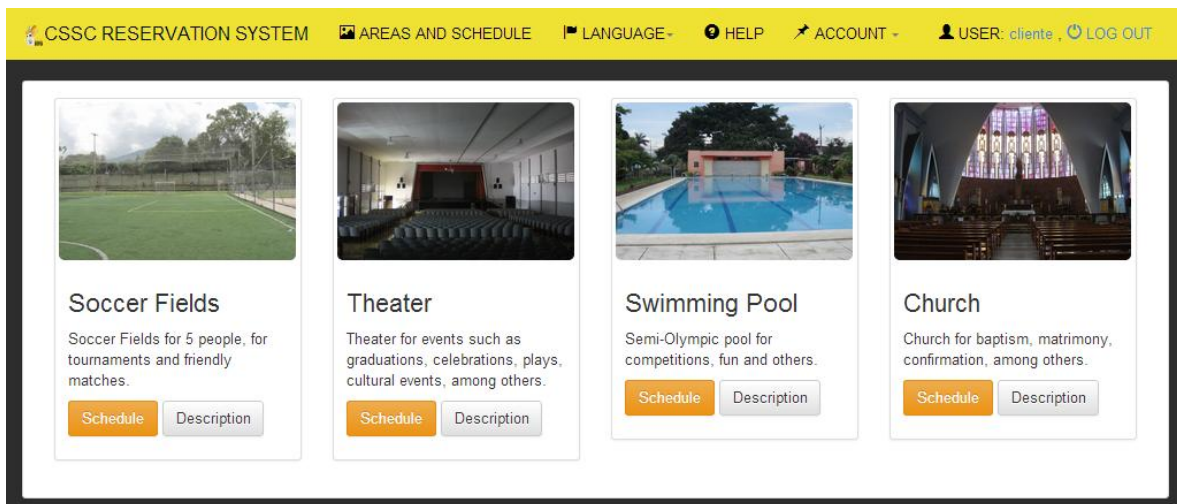 CSSC RESERVATION SYSTEM AREAS AND SCHEDULE LANGUAGE HELP ACCOUNT USER: cliente , LOG OUT
Soccer Fields
Soccer Fields for 5 people, for
tournaments and friendly
matches.
Schedule Description
Theater
Theater for events such as
graduations, celebrations, plays,
cultural events, among others.
Schedule Description
Swimming Pool
Semi-Olympic pool for
competitions, fun and others.
Schedule Description
Church
Church for baptism, matrimony,
confirmation, among others.
Schedule Description